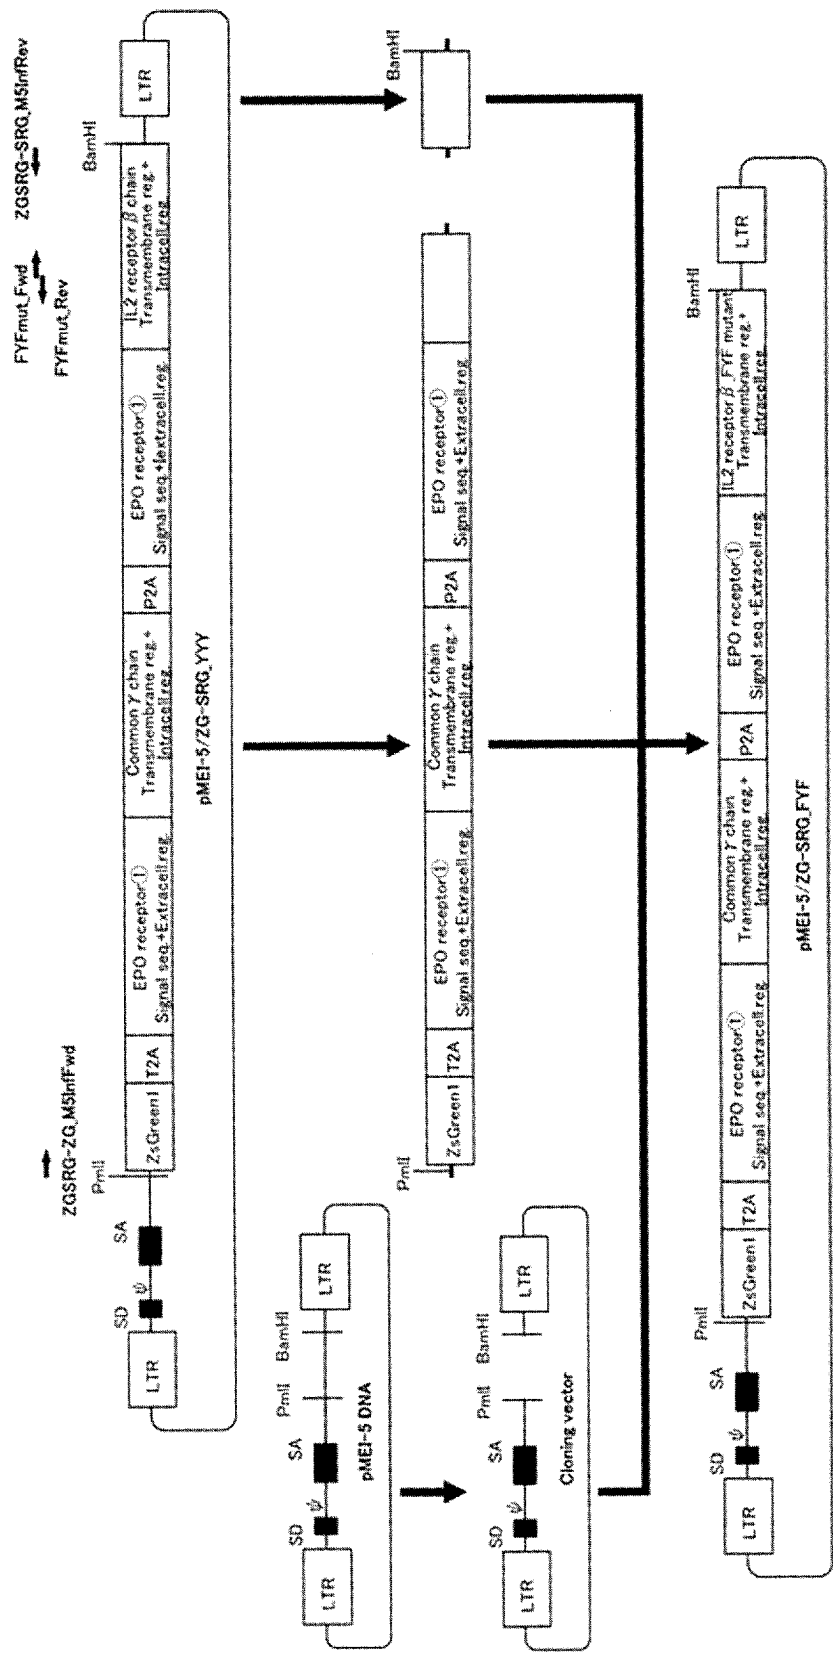 FYFmut_Fwd
ZGSRG-SRG_M5InfRev
FYFmut_Rev
ZGSRG-ZG_M5InfFwd
PmlI
BamHI
SD
ψ
SA
LTR
ZsGreen1
T2A
EPO receptor①
Signal seq.+Extracell.reg.
Common γ chain
Transmembrane reg.+
Intracell.reg.
P2A
EPO receptor①
Signal seq.+lextracell.reg.
IL2 receptor β chain
Transmembrane reg.+
Intracell.reg.
LTR
pMEI-5/ZG-SRG_YYY
SD
ψ
SA
PmlI
BamHI
LTR
LTR
pMEI-5 DNA
PmlI
BamHI
ZsGreen1
T2A
EPO receptor①
Signal seq.+Extracell.reg.
Common γ chain
Transmembrane reg.+
Intracell.reg.
P2A
EPO receptor①
Signal seq.+Extracell.reg.
SD
ψ
SA
PmlI
BamHI
LTR
LTR
Cloning vector
SD
ψ
SA
PmlI
BamHI
LTR
ZsGreen1
T2A
EPO receptor①
Signal seq.+Extracell.reg.
Common γ chain
Transmembrane reg.+
Intracell.reg.
P2A
EPO receptor①
Signal seq.+Extracell.reg.
IL2 receptor β_FYF mutant
Transmembrane reg.+
Intracell.reg.
LTR
pMEI-5/ZG-SRG_FYF